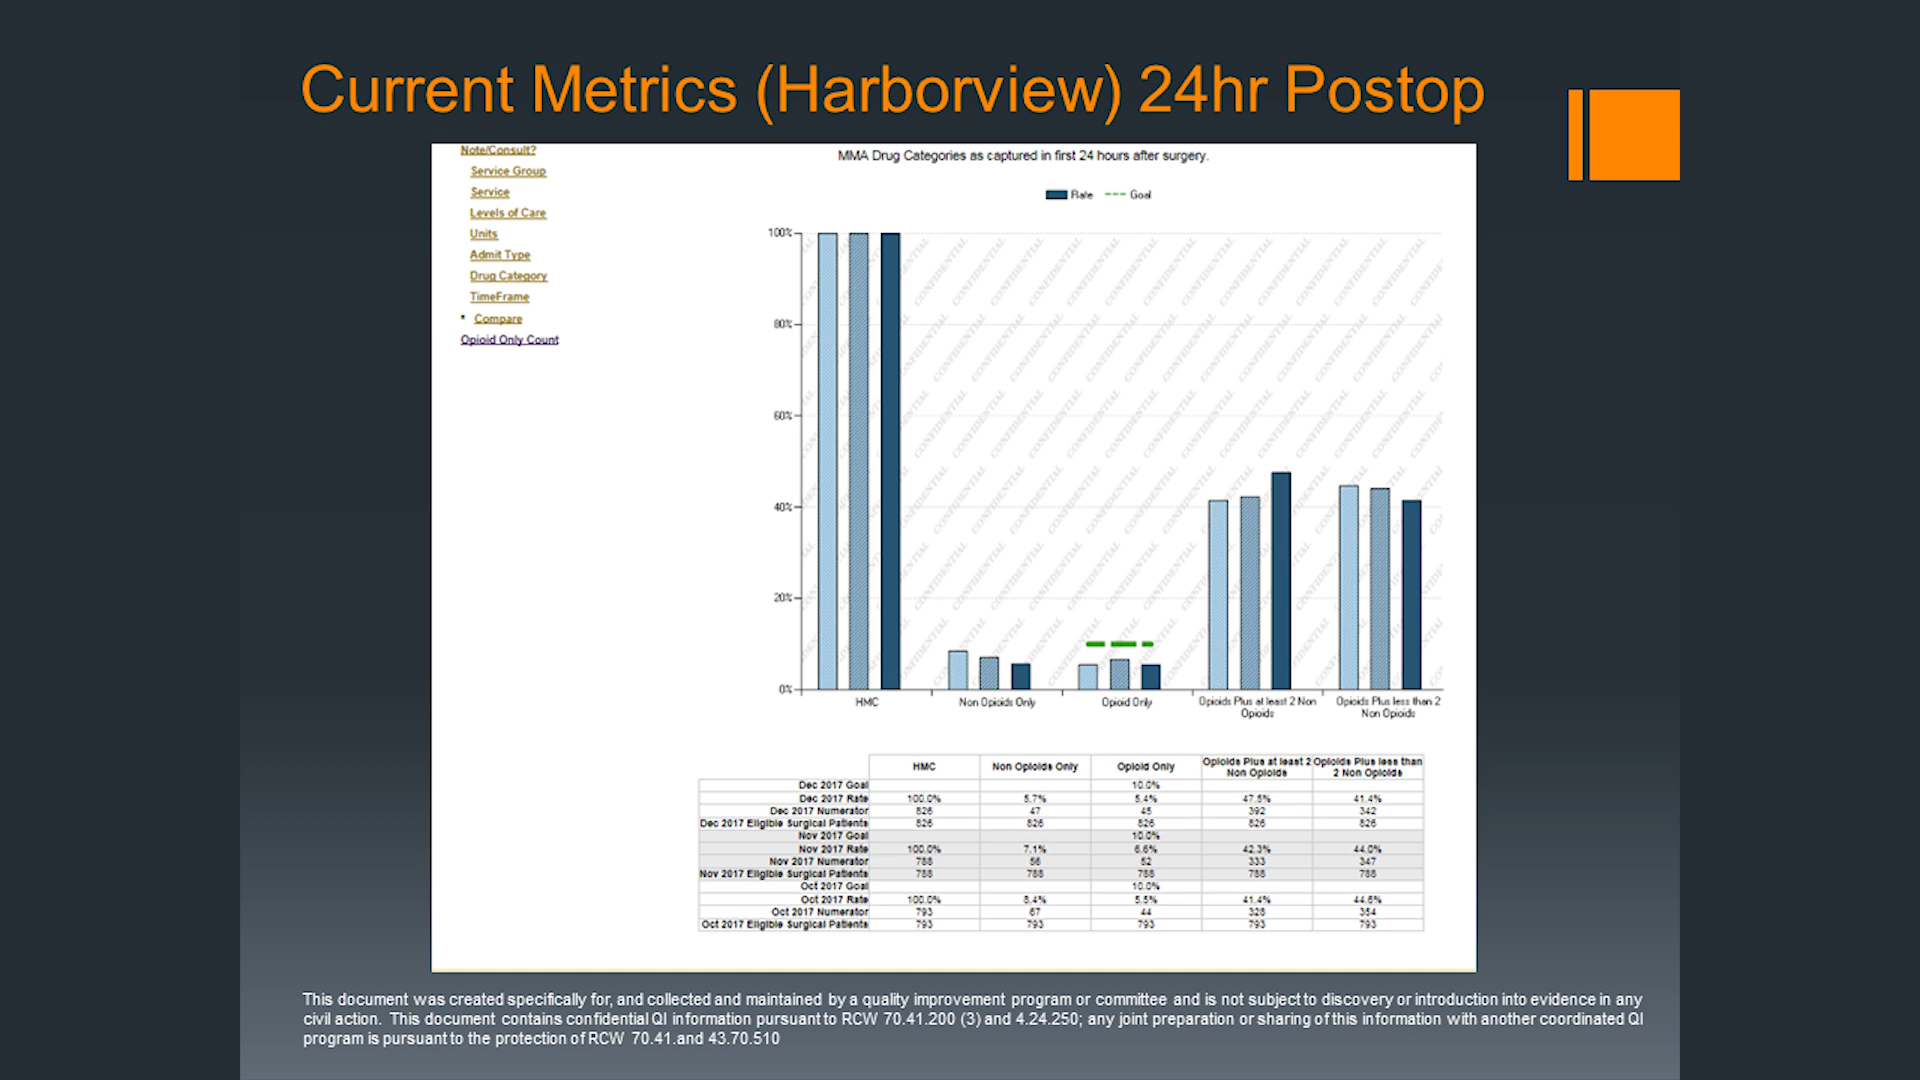 Current Metrics (Harborview) 24hr Postop
Note/Consult?
Service Group
Service
Levels of Care
Units
Admit Type
Drug Category
TimeFrame
* Compare
Opioid Only Count
MMA Drug Categories as captured in first 24 hours after surgery.
Rate Goal
100%
80%
60%
40%
20%
0%
HMC Non Opioids Only Opioid Only Opioids Plus at least 2 Non Opioids Opioids Plus less than 2 Non Opioids
CONFIDENTIAL
HMC Non Opioids Only Opioid Only Opioids Plus at least 2 Non Opioids Opioids Plus less than 2 Non Opioids
Dec 2017 Goal 10.0%
Dec 2017 Rate 100.0% 5.7% 5.4% 47.5% 41.4%
Dec 2017 Numerator 826 47 45 392 342
Dec 2017 Eligible Surgical Patients 826 826 826 826 826
Nov 2017 Goal 10.0%
Nov 2017 Rate 100.0% 7.1% 6.6% 42.3% 44.0%
Nov 2017 Numerator 788 56 52 333 347
Nov 2017 Eligible Surgical Patients 788 788 788 788 788
Oct 2017 Goal 10.0%
Oct 2017 Rate 100.0% 8.4% 5.5% 41.4% 44.6%
Oct 2017 Numerator 793 67 44 328 354
Oct 2017 Eligible Surgical Patients 793 793 793 793 793
This document was created specifically for, and collected and maintained by a quality improvement program or committee and is not subject to discovery or introduction into evidence in any
civil action. This document contains confidential QI information pursuant to RCW 70.41.200 (3) and 4.24.250; any joint preparation or sharing of this information with another coordinated QI
program is pursuant to the protection of RCW 70.41.and 43.70.510